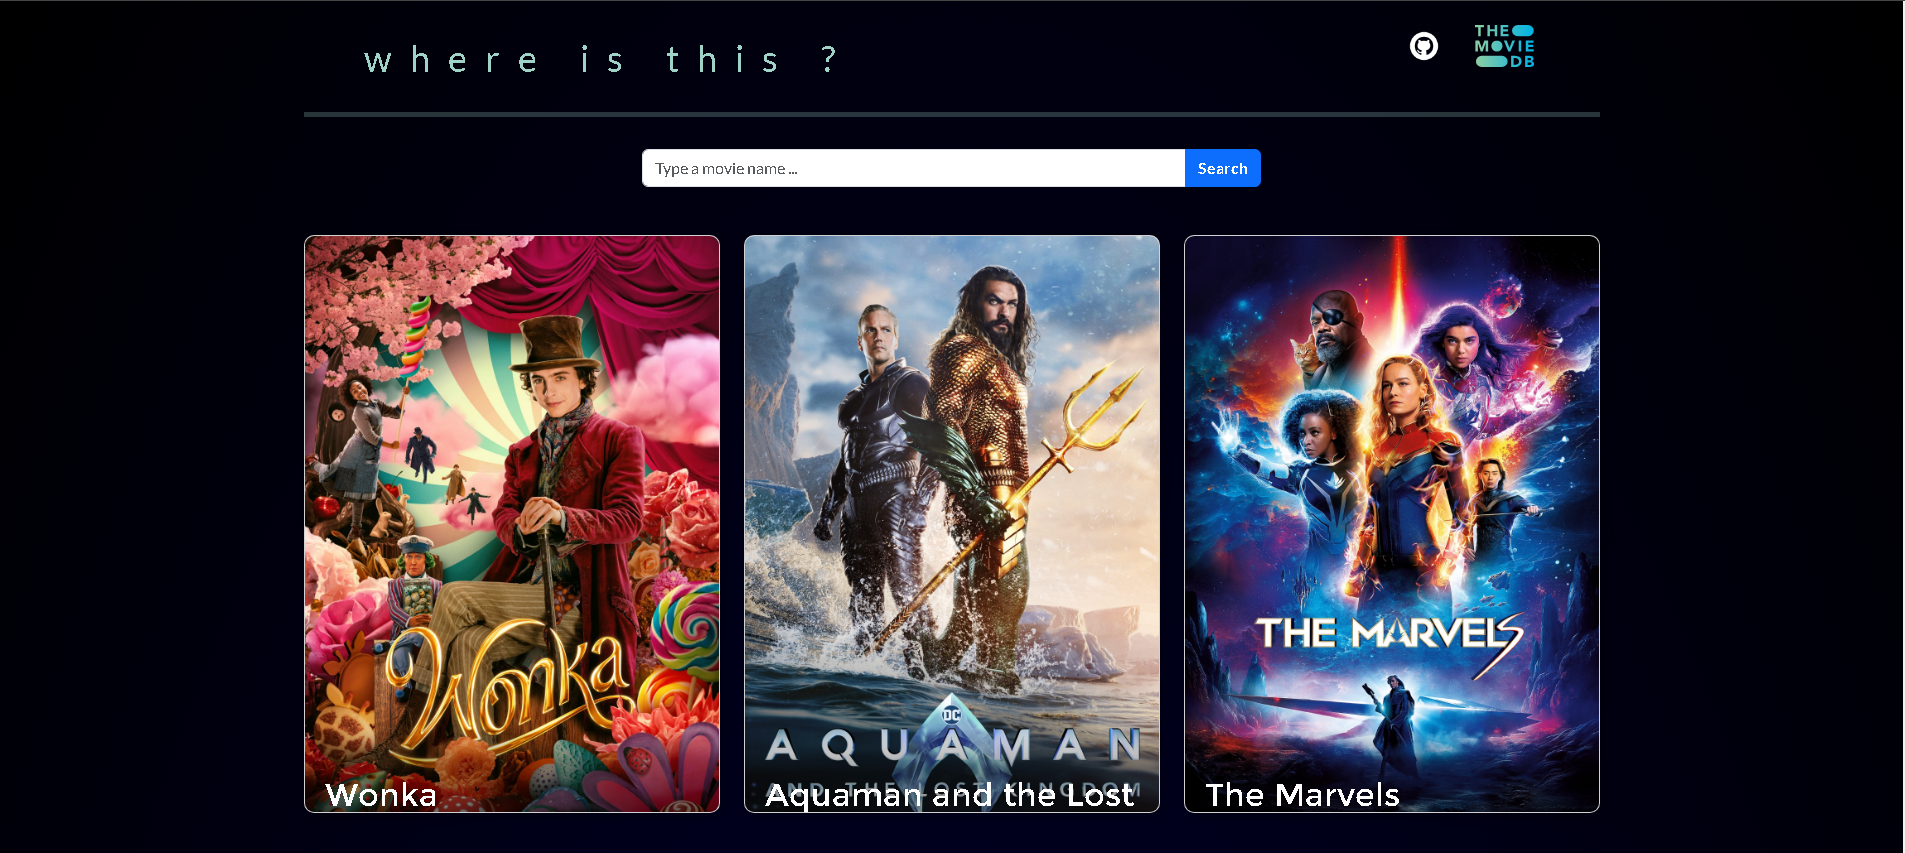 where is this ?
THE
MOVIE
DB
Type a movie name ...
Search
Wonka
Wonka
DC
AQUAMAN
AND THE LOST KINGDOM
Aquaman and the Lost
THE MARVELS
The Marvels